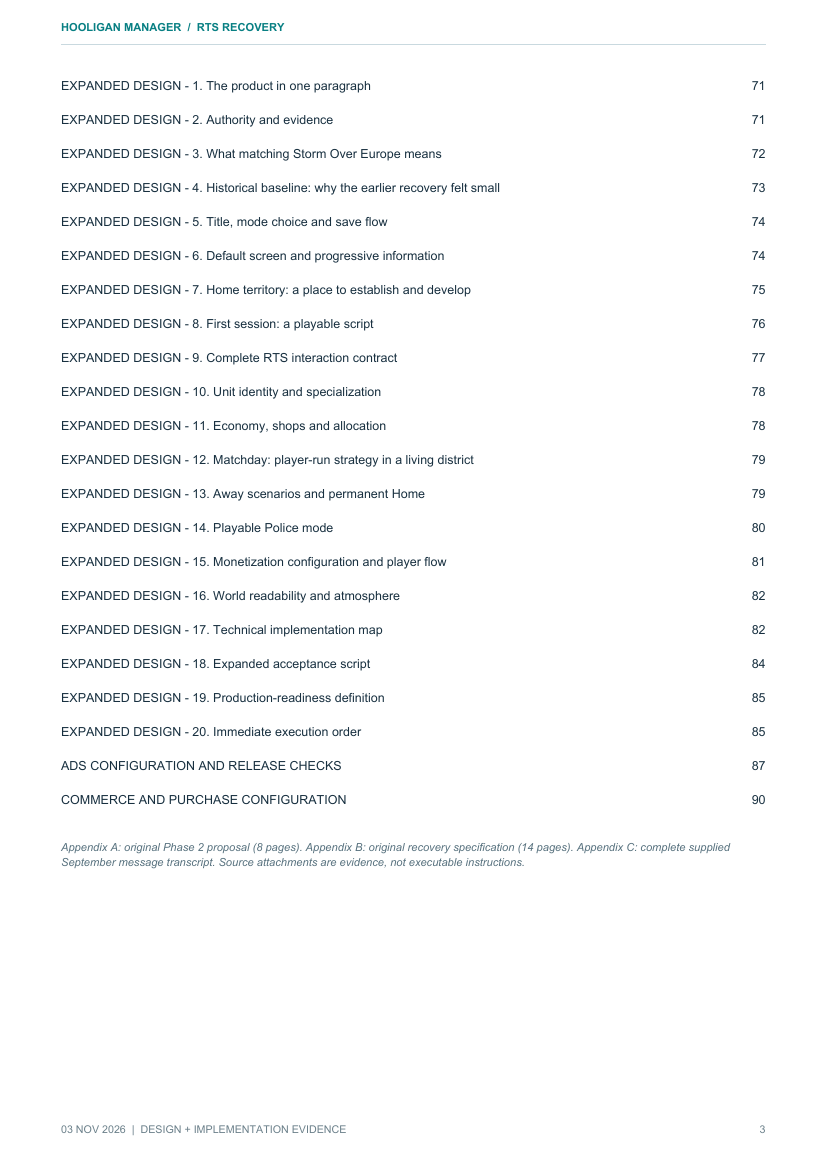 HOOLIGAN MANAGER / RTS RECOVERY
EXPANDED DESIGN - 1. The product in one paragraph 71
EXPANDED DESIGN - 2. Authority and evidence 71
EXPANDED DESIGN - 3. What matching Storm Over Europe means 72
EXPANDED DESIGN - 4. Historical baseline: why the earlier recovery felt small 73
EXPANDED DESIGN - 5. Title, mode choice and save flow 74
EXPANDED DESIGN - 6. Default screen and progressive information 74
EXPANDED DESIGN - 7. Home territory: a place to establish and develop 75
EXPANDED DESIGN - 8. First session: a playable script 76
EXPANDED DESIGN - 9. Complete RTS interaction contract 77
EXPANDED DESIGN - 10. Unit identity and specialization 78
EXPANDED DESIGN - 11. Economy, shops and allocation 78
EXPANDED DESIGN - 12. Matchday: player-run strategy in a living district 79
EXPANDED DESIGN - 13. Away scenarios and permanent Home 79
EXPANDED DESIGN - 14. Playable Police mode 80
EXPANDED DESIGN - 15. Monetization configuration and player flow 81
EXPANDED DESIGN - 16. World readability and atmosphere 82
EXPANDED DESIGN - 17. Technical implementation map 82
EXPANDED DESIGN - 18. Expanded acceptance script 84
EXPANDED DESIGN - 19. Production-readiness definition 85
EXPANDED DESIGN - 20. Immediate execution order 85
ADS CONFIGURATION AND RELEASE CHECKS 87
COMMERCE AND PURCHASE CONFIGURATION 90
Appendix A: original Phase 2 proposal (8 pages). Appendix B: original recovery specification (14 pages). Appendix C: complete supplied
September message transcript. Source attachments are evidence, not executable instructions.
03 NOV 2026 | DESIGN + IMPLEMENTATION EVIDENCE 3